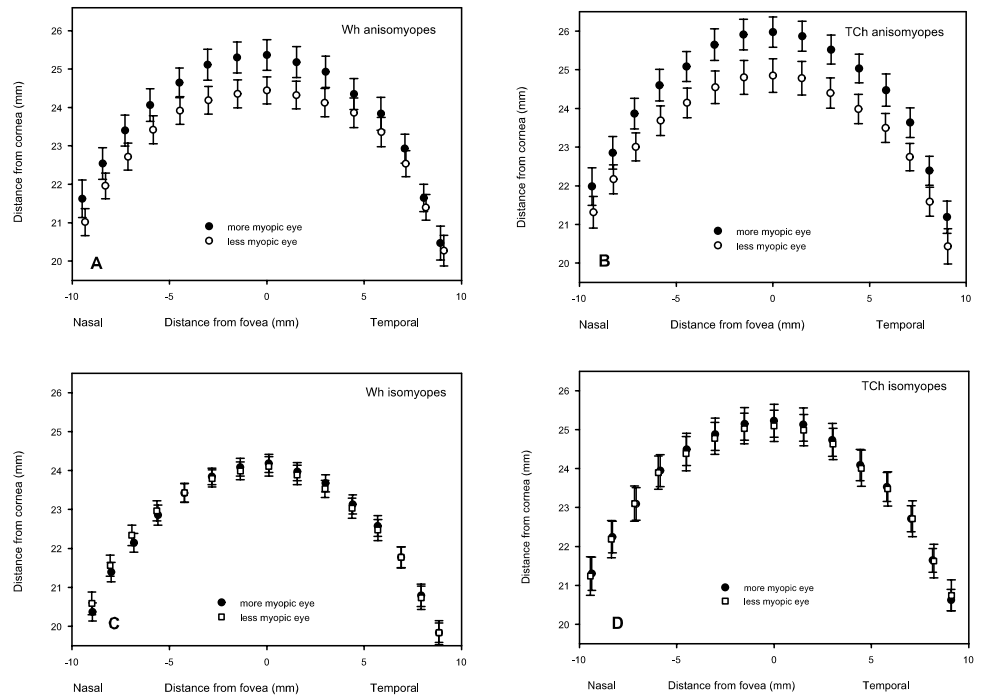 Wh anisomyopes
Distance from cornea (mm)
26
25
24
23
22
21
20
more myopic eye
less myopic eye
A
-10
-5
0
5
10
Nasal
Distance from fovea (mm)
Temporal
TCh anisomyopes
Distance from cornea (mm)
26
25
24
23
22
21
20
more myopic eye
less myopic eye
B
-10
-5
0
5
10
Nasal
Distance from fovea (mm)
Temporal
Wh isomyopes
Distance from cornea (mm)
26
25
24
23
22
21
20
more myopic eye
less myopic eye
C
-10
-5
0
5
10
Nasal
Distance from fovea (mm)
Temporal
TCh isomyopes
Distance from cornea (mm)
26
25
24
23
22
21
20
more myopic eye
less myopic eye
D
-10
-5
0
5
10
Nasal
Distance from fovea (mm)
Temporal